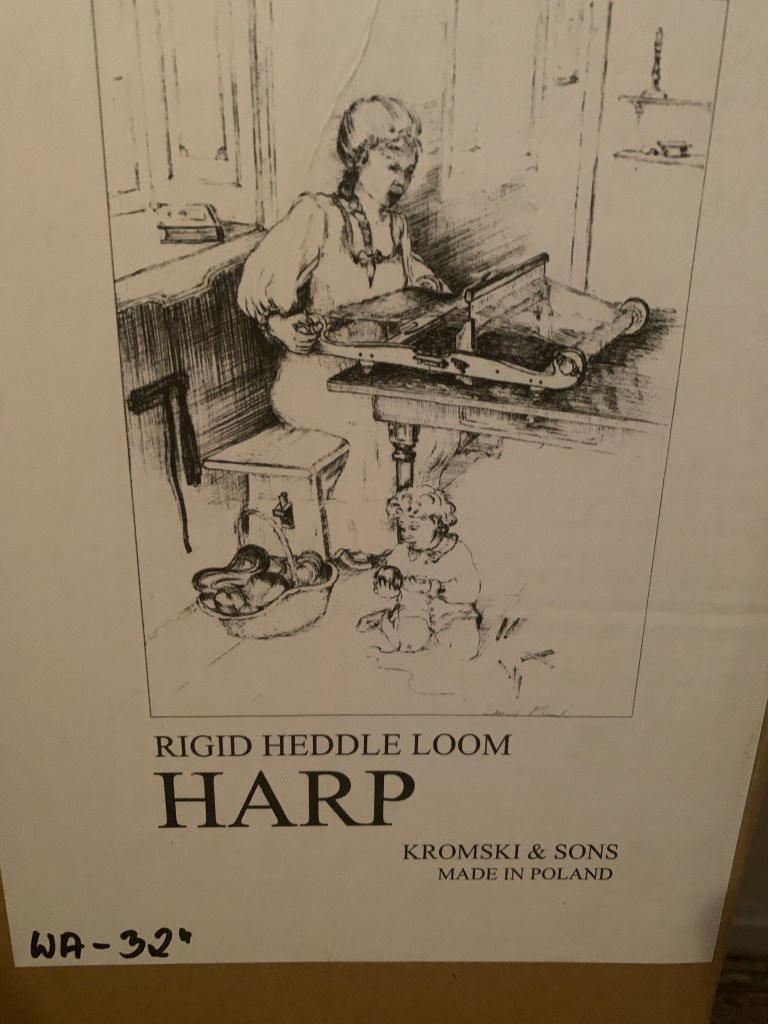 RIGID HEDDLE LOOM
HARP
KROMSKI & SONS
MADE IN POLAND
WA-32"